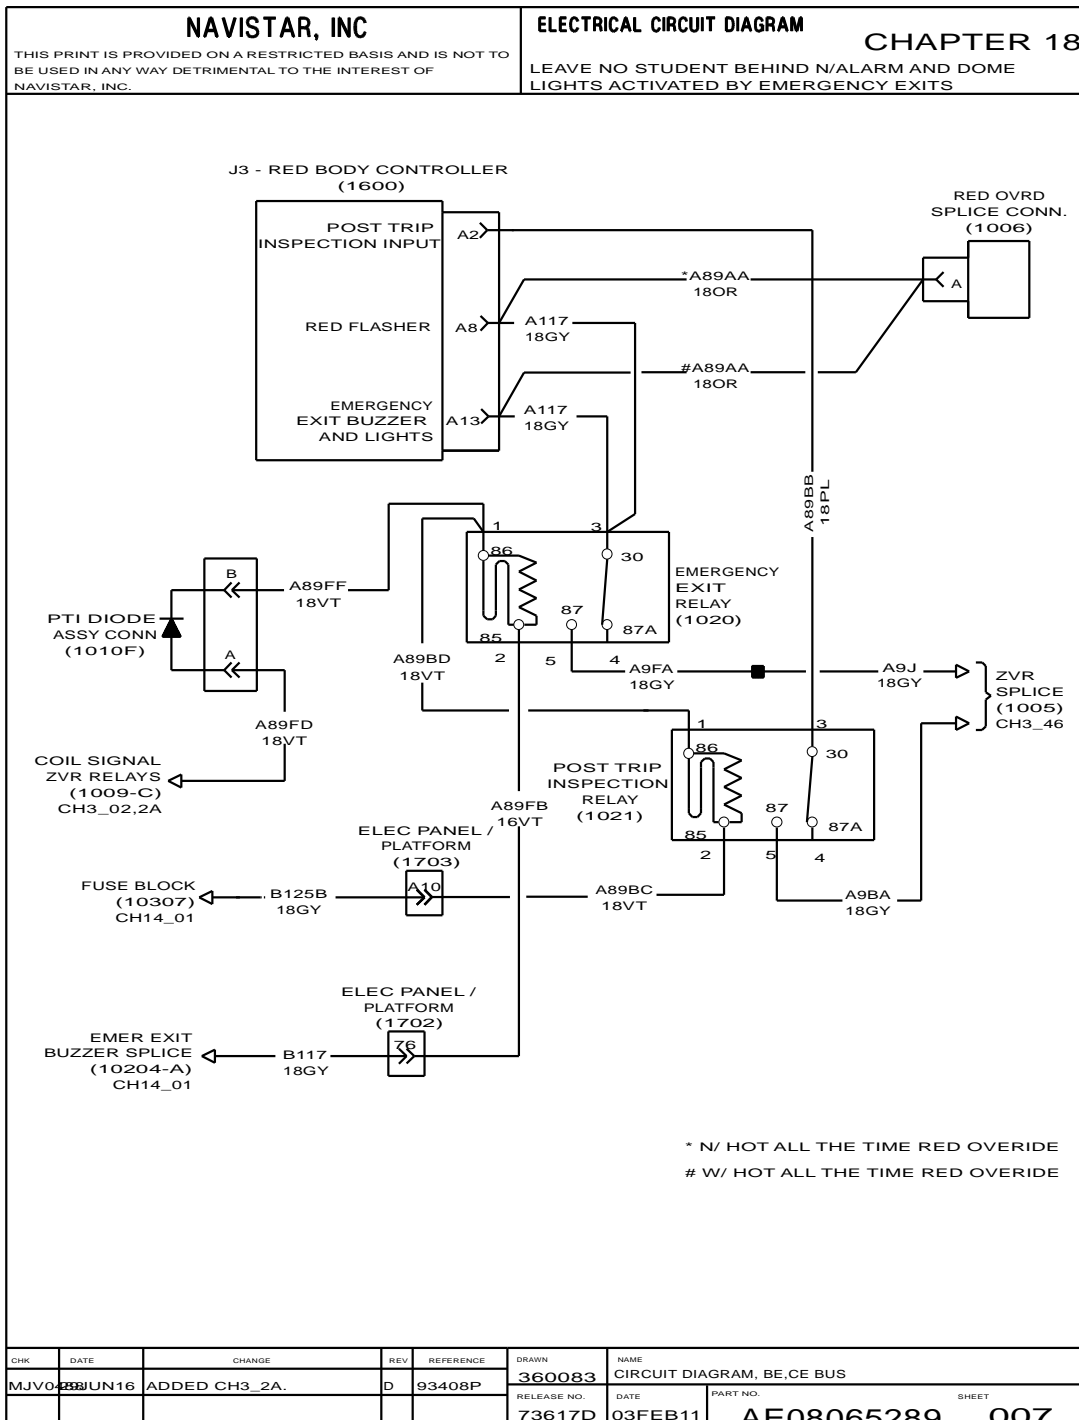 NAVISTAR, INC
THIS PRINT IS PROVIDED ON A RESTRICTED BASIS AND IS NOT TO
BE USED IN ANY WAY DETRIMENTAL TO THE INTEREST OF
NAVISTAR, INC.
ELECTRICAL CIRCUIT DIAGRAM
CHAPTER 18
LEAVE NO STUDENT BEHIND N/ALARM AND DOME
LIGHTS ACTIVATED BY EMERGENCY EXITS
J3 - RED BODY CONTROLLER
(1600)
POST TRIP
INSPECTION INPUT
A2
RED FLASHER
A8
EMERGENCY
EXIT BUZZER
AND LIGHTS
A13
RED OVRD
SPLICE CONN.
(1006)
A
*A89AA
18OR
A117
18GY
#A89AA
18OR
A117
18GY
A89BB
18PL
1
3
86
30
EMERGENCY
EXIT
RELAY
(1020)
87
87A
85
2
5
4
B
A89FF
18VT
PTI DIODE
ASSY CONN
(1010F)
A
A89BD
18VT
A9FA
18GY
A9J
18GY
ZVR
SPLICE
(1005)
CH3_46
A89FD
18VT
COIL SIGNAL
ZVR RELAYS
(1009-C)
CH3_02,2A
1
3
86
30
POST TRIP
INSPECTION
RELAY
(1021)
87
87A
85
2
5
4
A89FB
16VT
ELEC PANEL /
PLATFORM
(1703)
A10
FUSE BLOCK
(10307)
CH14_01
B125B
18GY
A89BC
18VT
A9BA
18GY
ELEC PANEL /
PLATFORM
(1702)
76
EMER EXIT
BUZZER SPLICE
(10204-A)
CH14_01
B117
18GY
* N/ HOT ALL THE TIME RED OVERIDE
# W/ HOT ALL THE TIME RED OVERIDE
CHK DATE CHANGE REV REFERENCE
JUN16 ADDED CH3_2A. D 93408P
DRAWN
360083
NAME
CIRCUIT DIAGRAM, BE,CE BUS
RELEASE NO.
73617D
DATE
03FEB11
PART NO.
AE08065289
SHEET
007